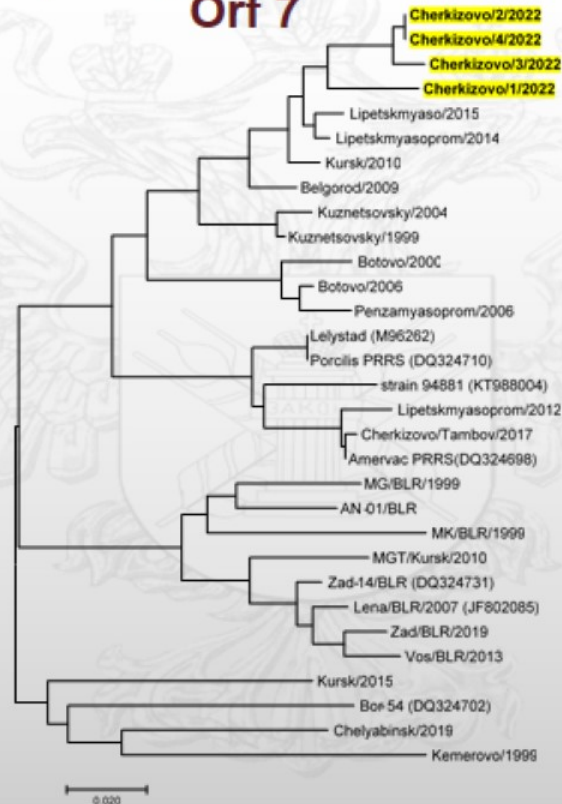 Orf 7
Cherkizovo/2/2022
Cherkizovo/4/2022
Cherkizovo/3/2022
Cherkizovo/1/2022
Lipetskmyaso/2015
Lipetskmyasoprom/2014
Kursk/2010
Belgorod/2009
Kuznetsovsky/2004
Kuznetsovsky/1999
Botovo/2000
Botovo/2006
Penzamyasoprom/2006
Lelystad (M96262)
Porcilis PRRS (DQ324710)
strain 94881 (KT988004)
Lipetskmyasoprom/2012
Cherkizovo/Tambov/2017
Amervac PRRS(DQ324698)
MG/BLR/1999
AN-01/BLR
MK/BLR/1999
MGT/Kursk/2010
Zad-14/BLR (DQ324731)
Lena/BLR/2007 (JF802085)
Zad/BLR/2019
Vos/BLR/2013
Kursk/2015
54 (DQ324702)
Chelyabinsk/2019
Kemerovo/1999
0.020